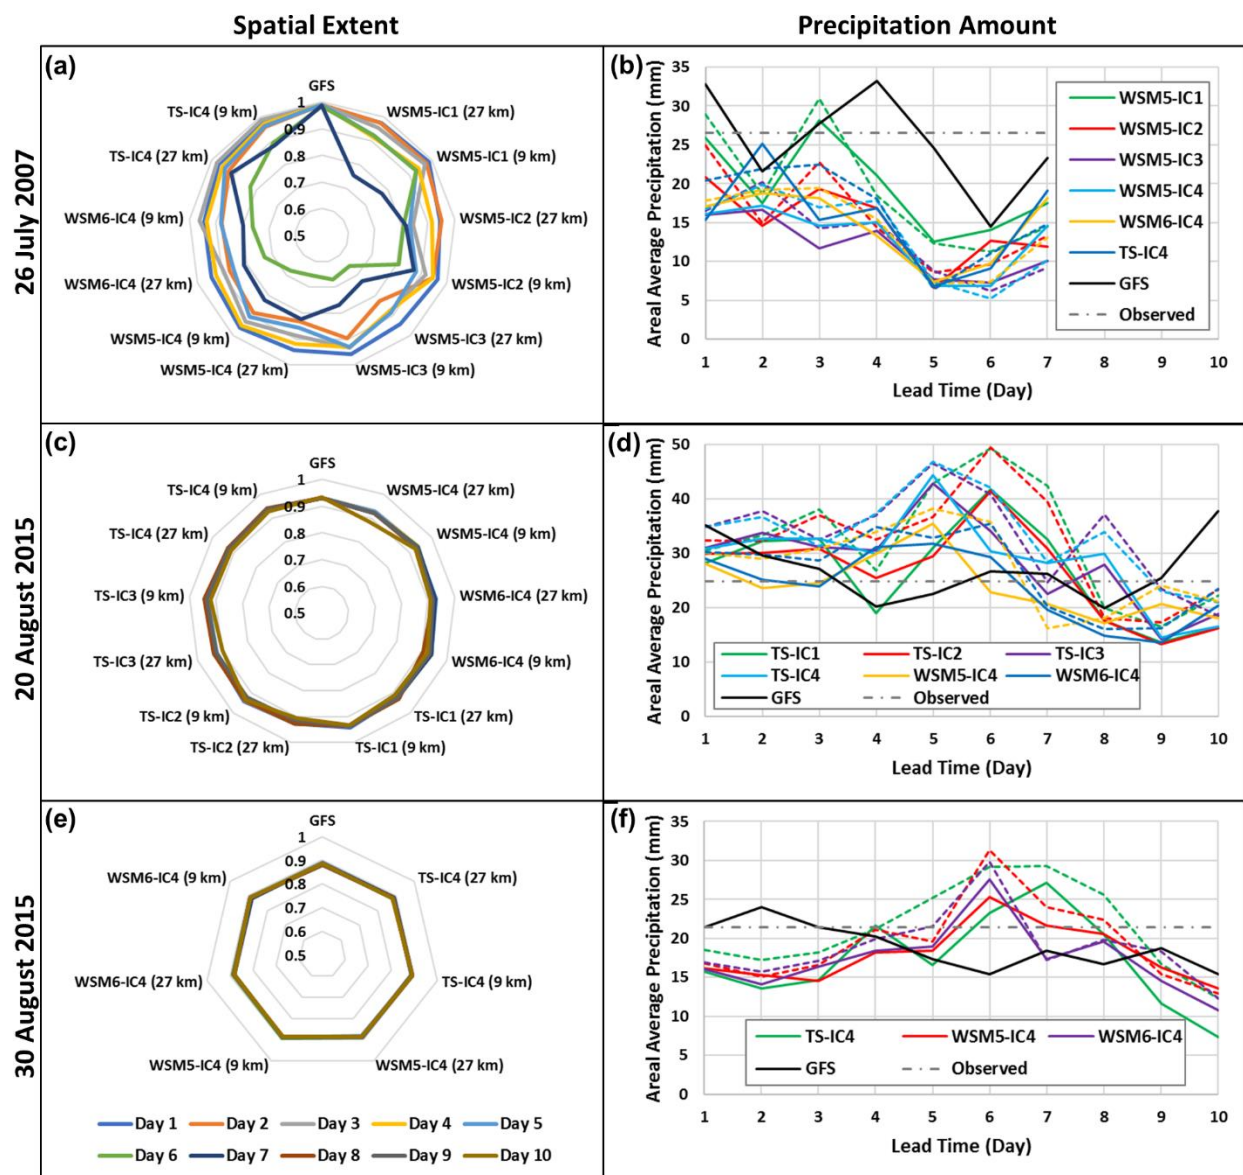 Spatial Extent
Precipitation Amount
26 July 2007
(a)
GFS
WSM5-IC1 (27 km)
WSM5-IC1 (9 km)
WSM5-IC2 (27 km)
WSM5-IC2 (9 km)
WSM5-IC3 (27 km)
WSM5-IC3 (9 km)
WSM5-IC4 (27 km)
WSM5-IC4 (9 km)
WSM6-IC4 (27 km)
WSM6-IC4 (9 km)
TS-IC4 (27 km)
TS-IC4 (9 km)
1
0.9
0.8
0.7
0.6
0.5
(b)
Areal Average Precipitation (mm)
35
30
25
20
15
10
5
0
1 2 3 4 5 6 7 8 9 10
Lead Time (Day)
WSM5-IC1
WSM5-IC2
WSM5-IC3
WSM5-IC4
WSM6-IC4
TS-IC4
GFS
Observed
20 August 2015
(c)
GFS
WSM5-IC4 (27 km)
WSM5-IC4 (9 km)
WSM6-IC4 (27 km)
WSM6-IC4 (9 km)
TS-IC1 (27 km)
TS-IC1 (9 km)
TS-IC2 (27 km)
TS-IC2 (9 km)
TS-IC3 (27 km)
TS-IC3 (9 km)
TS-IC4 (27 km)
TS-IC4 (9 km)
1
0.9
0.8
0.7
0.6
0.5
(d)
Areal Average Precipitation (mm)
50
40
30
20
10
0
TS-IC1 TS-IC2 TS-IC3
TS-IC4 WSM5-IC4 WSM6-IC4
GFS Observed
1 2 3 4 5 6 7 8 9 10
Lead Time (Day)
30 August 2015
(e)
GFS
TS-IC4 (27 km)
TS-IC4 (9 km)
WSM5-IC4 (27 km)
WSM5-IC4 (9 km)
WSM6-IC4 (27 km)
WSM6-IC4 (9 km)
1
0.9
0.8
0.7
0.6
0.5
Day 1 Day 2 Day 3 Day 4 Day 5
Day 6 Day 7 Day 8 Day 9 Day 10
(f)
Areal Average Precipitation (mm)
35
30
25
20
15
10
5
0
TS-IC4 WSM5-IC4 WSM6-IC4
GFS Observed
1 2 3 4 5 6 7 8 9 10
Lead Time (Day)